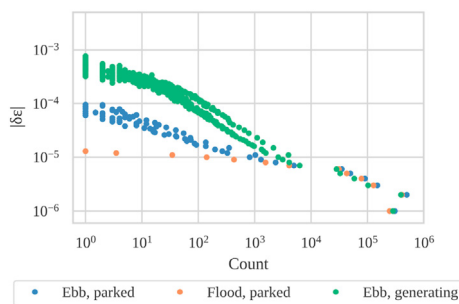 10⁻³
10⁻⁴
10⁻⁵
10⁻⁶
|δε|
10⁰ 10¹ 10² 10³ 10⁴ 10⁵ 10⁶
Count
Ebb, parked Flood, parked Ebb, generating